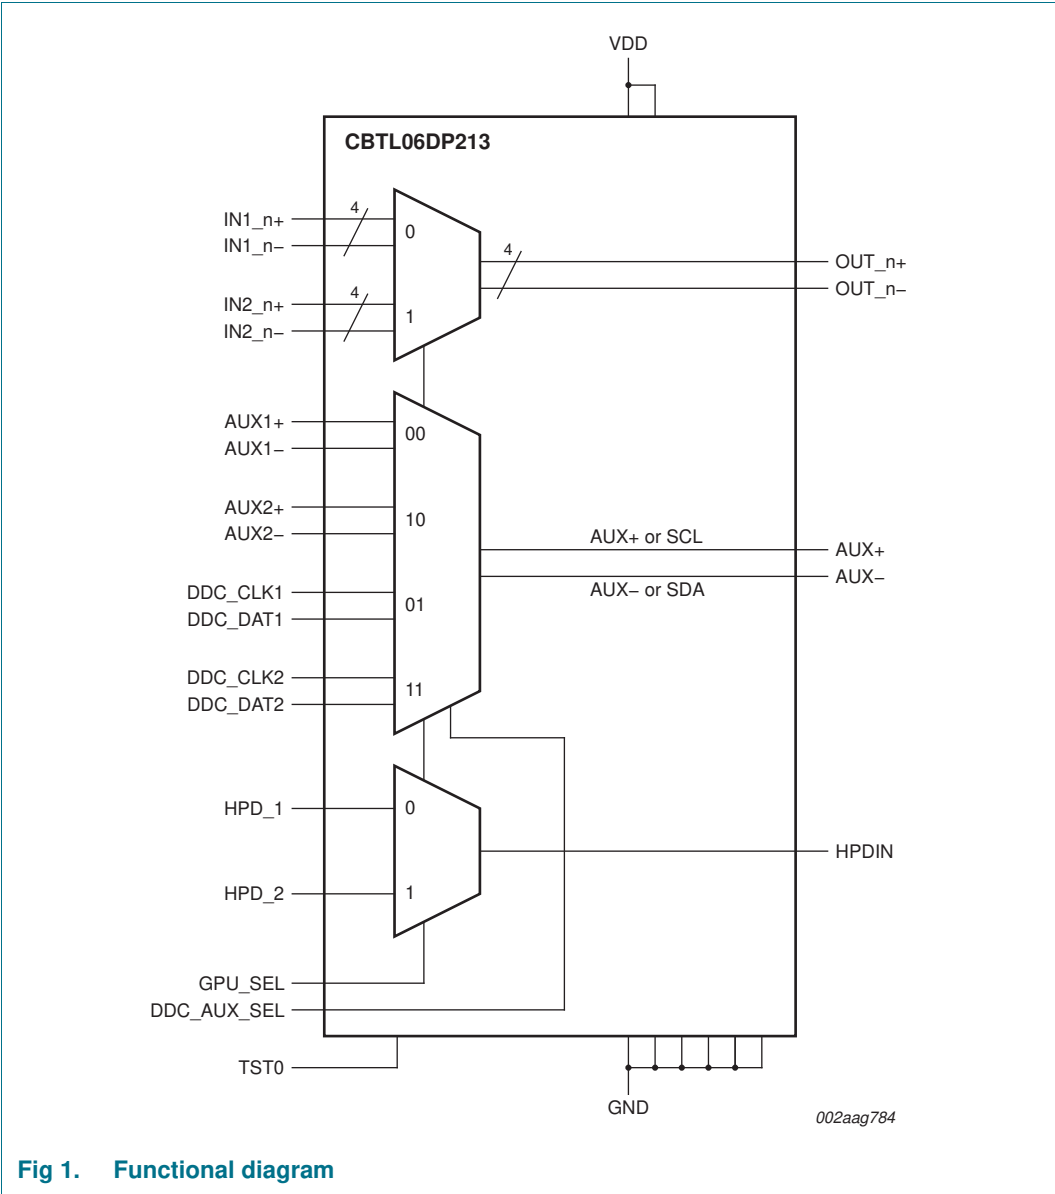 VDD
CBTL06DP213
IN1_n+
IN1_n−
4
0
IN2_n+
IN2_n−
4
1
4
OUT_n+
OUT_n−
AUX1+
AUX1−
00
AUX2+
AUX2−
10
DDC_CLK1
DDC_DAT1
01
DDC_CLK2
DDC_DAT2
11
AUX+ or SCL
AUX− or SDA
AUX+
AUX−
HPD_1
0
HPD_2
1
HPDIN
GPU_SEL
DDC_AUX_SEL
TST0
GND
002aag784
Fig 1. Functional diagram